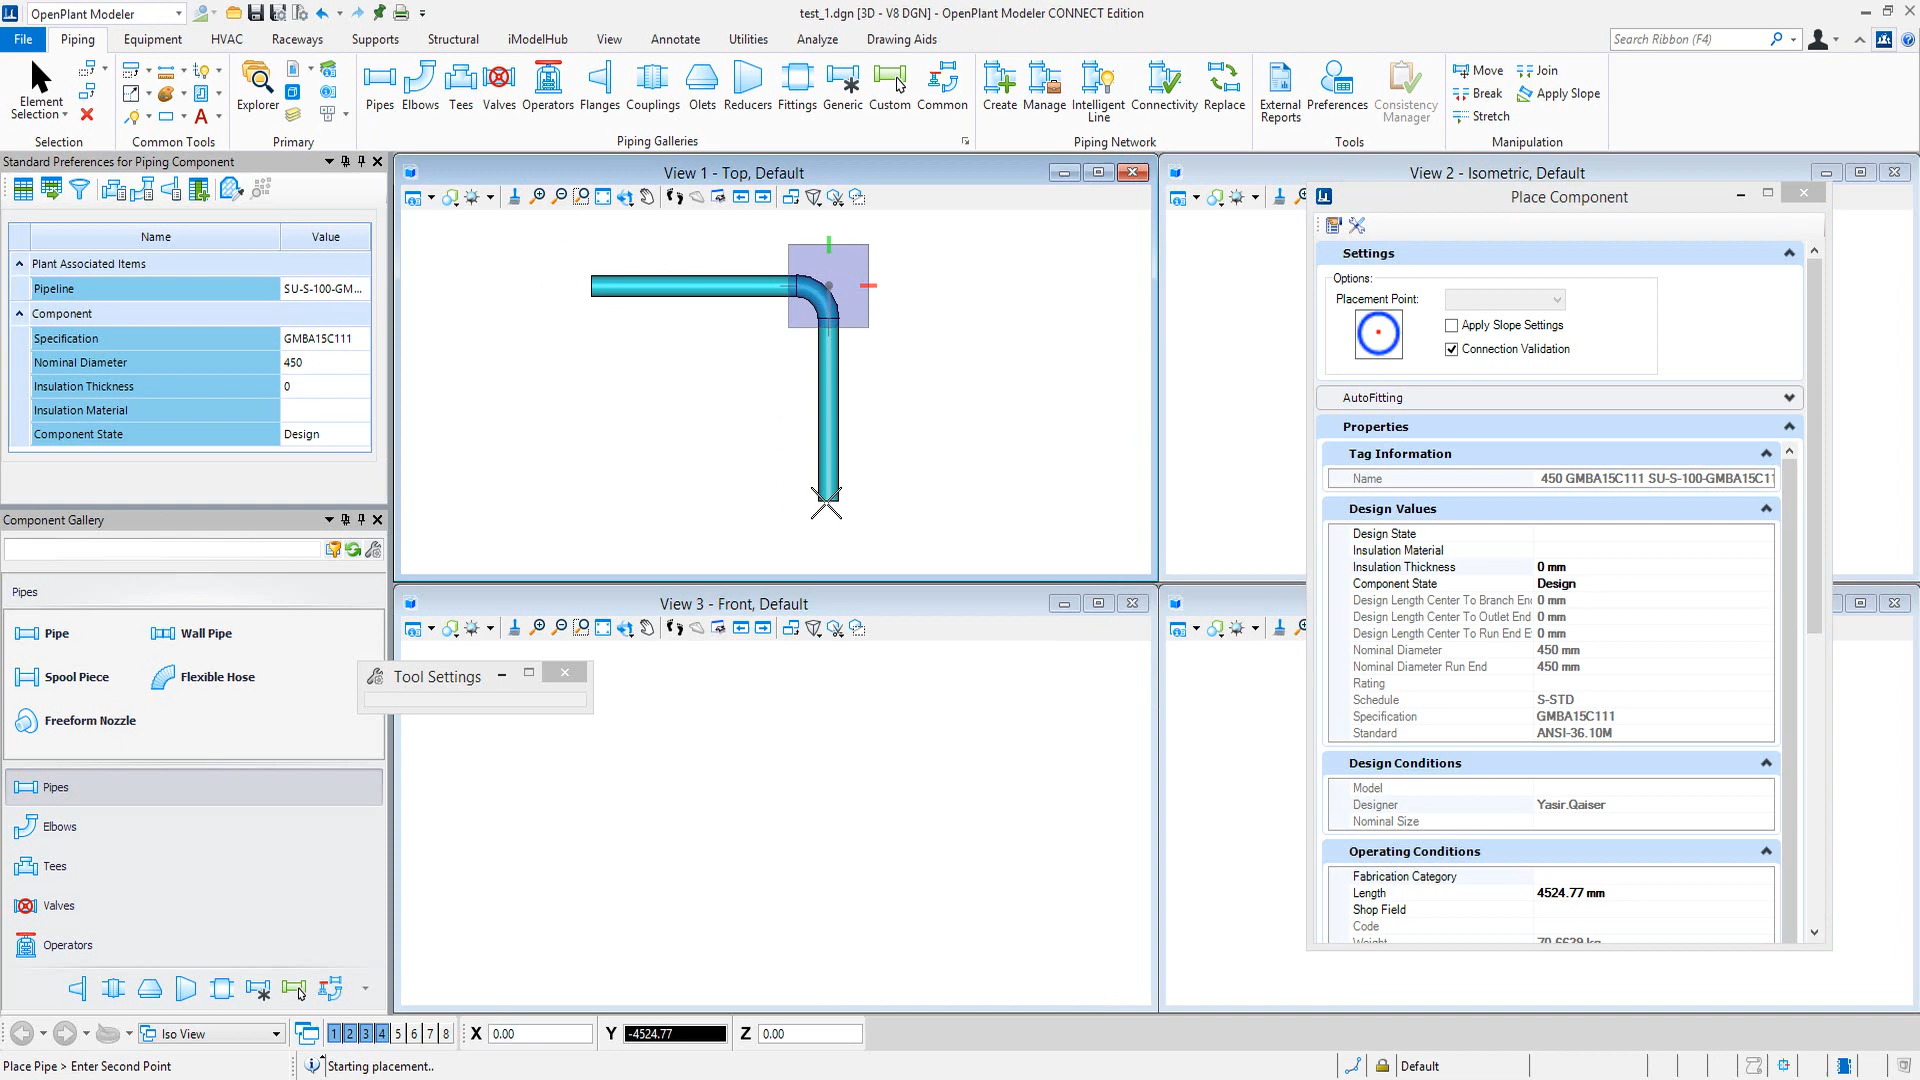 OpenPlant Modeler
test_1.dgn [3D - V8 DGN] - OpenPlant Modeler CONNECT Edition
File
Piping
Equipment
HVAC
Raceways
Supports
Structural
iModelHub
View
Annotate
Utilities
Analyze
Drawing Aids
Search Ribbon (F4)
Element
Selection
Explorer
Pipes
Elbows
Tees
Valves
Operators
Flanges
Couplings
Olets
Reducers
Fittings
Generic
Custom
Common
Create
Manage
Intelligent
Line
Connectivity
Replace
External
Reports
Preferences
Consistency
Manager
Move
Join
Break
Apply Slope
Stretch
Selection
Common Tools
Primary
Piping Galleries
Piping Network
Tools
Manipulation
Standard Preferences for Piping Component
Name
Value
Plant Associated Items
Pipeline
SU-S-100-GM...
Component
Specification
GMBA15C111
Nominal Diameter
450
Insulation Thickness
0
Insulation Material
Component State
Design
Component Gallery
Pipes
Pipe
Wall Pipe
Spool Piece
Flexible Hose
Freeform Nozzle
Pipes
Elbows
Tees
Valves
Operators
View 1 - Top, Default
View 2 - Isometric, Default
View 3 - Front, Default
Tool Settings
Place Component
Settings
Options:
Placement Point:
Apply Slope Settings
Connection Validation
AutoFitting
Properties
Tag Information
Name
450 GMBA15C111 SU-S-100-GMBA15C11
Design Values
Design State
Insulation Material
Insulation Thickness
0 mm
Component State
Design
Design Length Center To Branch End
0 mm
Design Length Center To Outlet End
0 mm
Design Length Center To Run End E
0 mm
Nominal Diameter
450 mm
Nominal Diameter Run End
450 mm
Rating
Schedule
S-STD
Specification
GMBA15C111
Standard
ANSI-36.10M
Design Conditions
Model
Designer
Yasir.Qaiser
Nominal Size
Operating Conditions
Fabrication Category
Length
4524.77 mm
Shop Field
Code
Weight
70.6629 kg
Iso View
1 2 3 4 5 6 7 8
X
0.00
Y
-4524.77
Z
0.00
Place Pipe > Enter Second Point
Starting placement..
Default